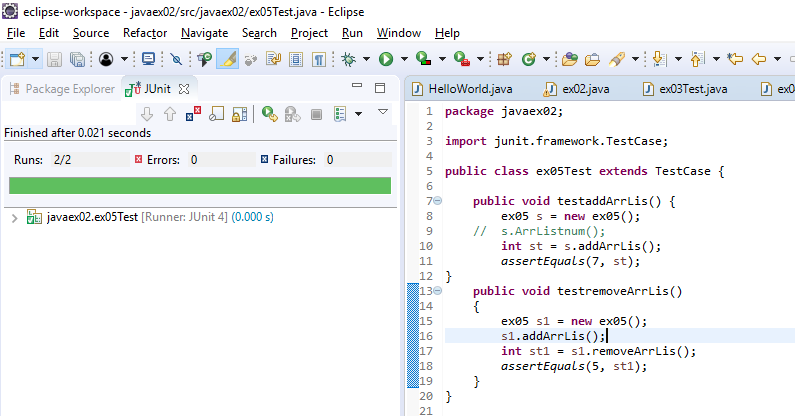 eclipse-workspace - javaex02/src/javaex02/ex05Test.java - Eclipse
File Edit Source Refactor Navigate Search Project Run Window Help
Package Explorer JUnit
Finished after 0.021 seconds
Runs: 2/2 Errors: 0 Failures: 0
javaex02.ex05Test [Runner: JUnit 4] (0.000 s)
HelloWorld.java ex02.java ex03Test.java ex0
1 package javaex02;
2
3 import junit.framework.TestCase;
4
5 public class ex05Test extends TestCase {
6
7 public void testaddArrLis() {
8 ex05 s = new ex05();
9 // s.ArrListnum();
10 int st = s.addArrLis();
11 assertEquals(7, st);
12 }
13 public void testremoveArrLis()
14 {
15 ex05 s1 = new ex05();
16 s1.addArrLis();
17 int st1 = s1.removeArrLis();
18 assertEquals(5, st1);
19 }
20 }
21